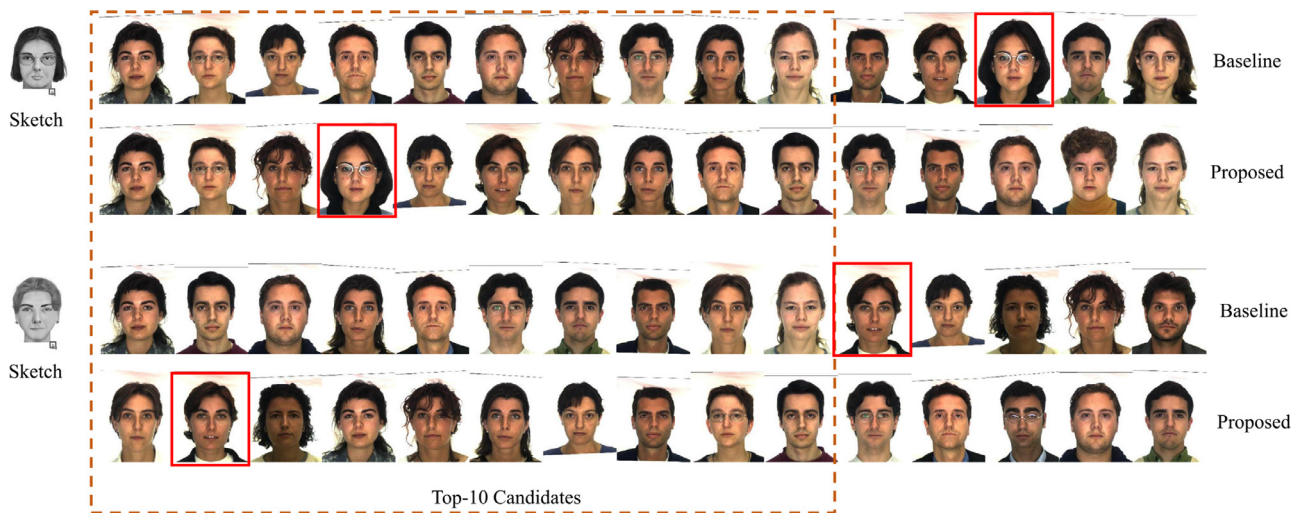 Baseline
Sketch
Proposed
Baseline
Sketch
Proposed
Top-10 Candidates